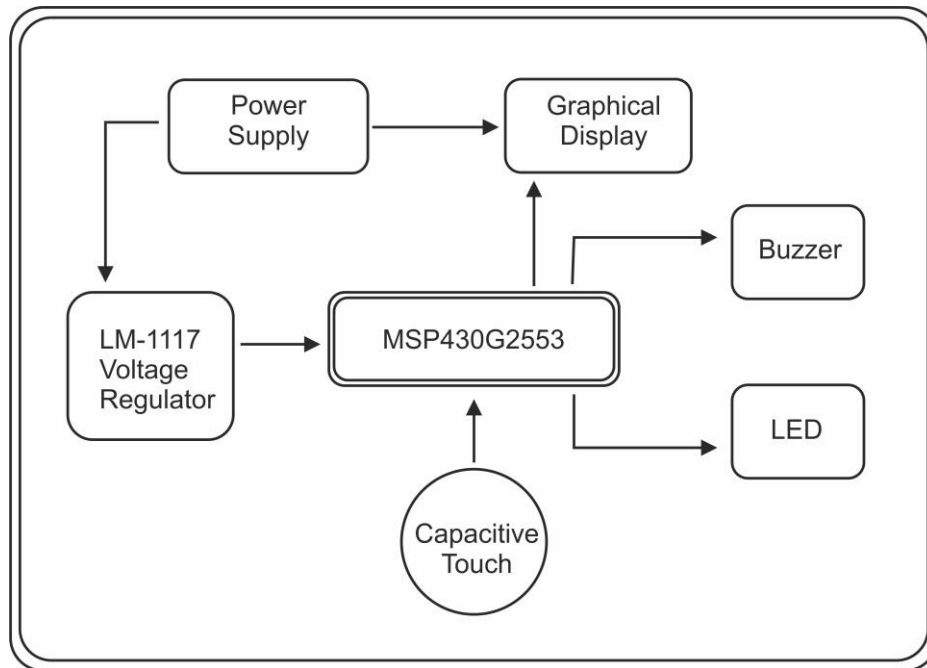 Power
Supply
Graphical
Display
Buzzer
LM-1117
Voltage
Regulator
MSP430G2553
LED
Capacitive
Touch